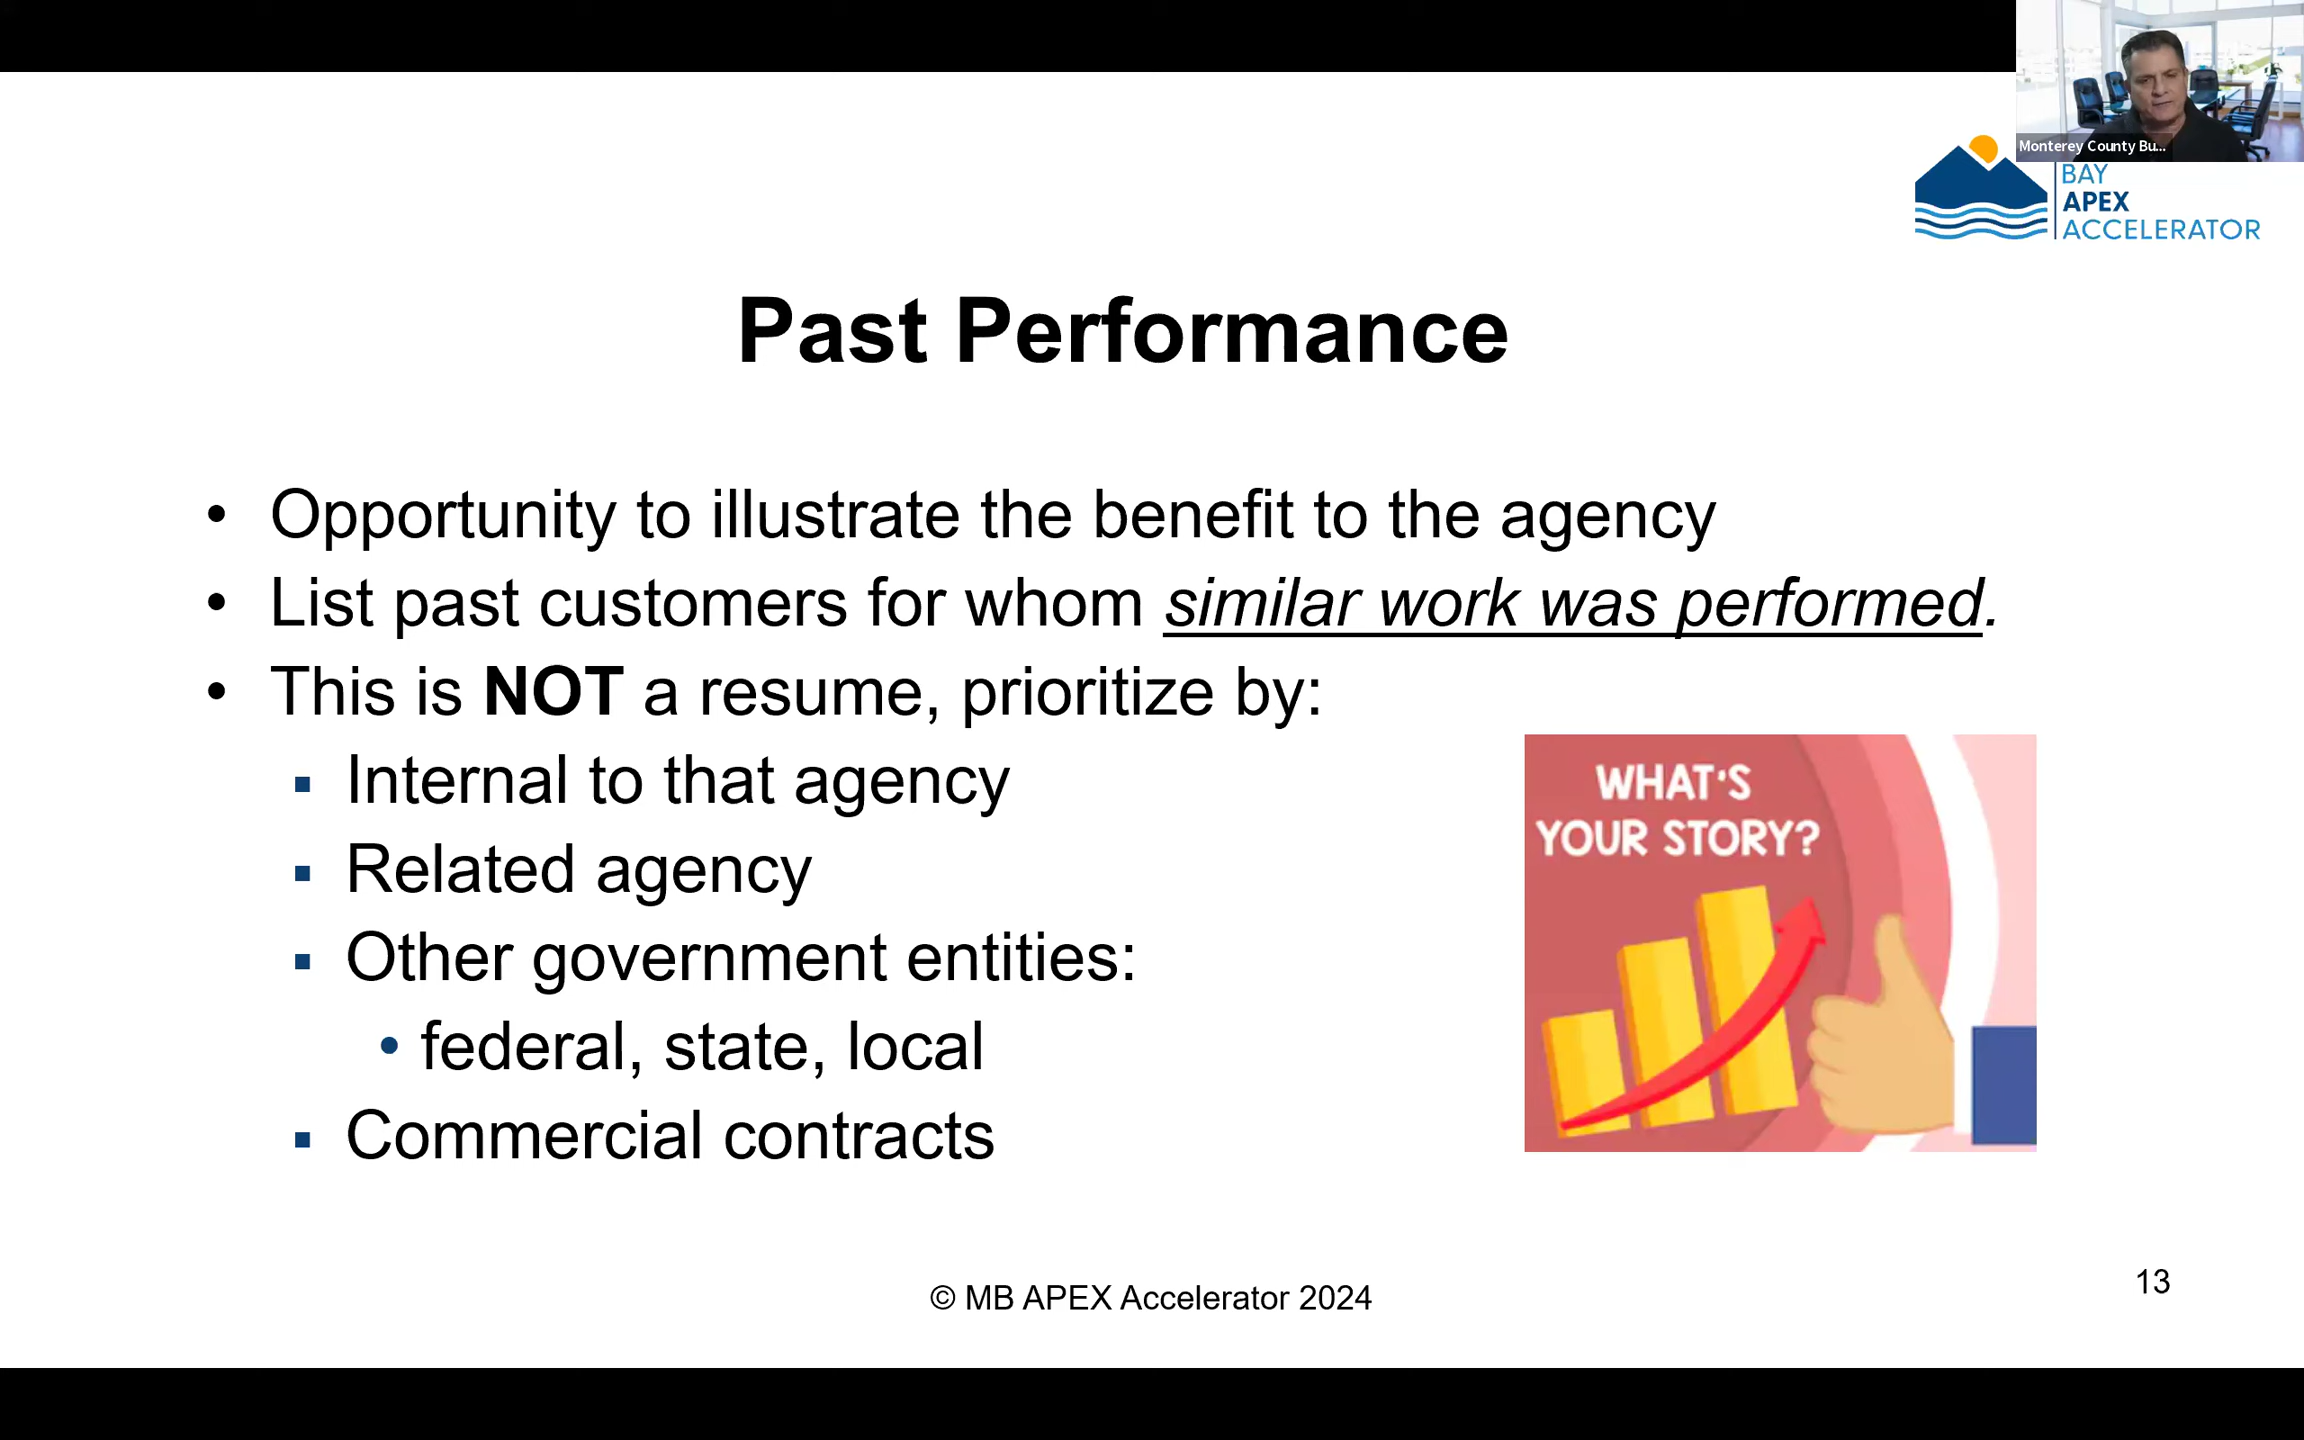 Monterey County Bu...
BAY
APEX
ACCELERATOR
Past Performance
• Opportunity to illustrate the benefit to the agency
• List past customers for whom similar work was performed.
• This is NOT a resume, prioritize by:
▪ Internal to that agency
▪ Related agency
▪ Other government entities:
• federal, state, local
▪ Commercial contracts
WHAT'S
YOUR STORY?
© MB APEX Accelerator 2024
13